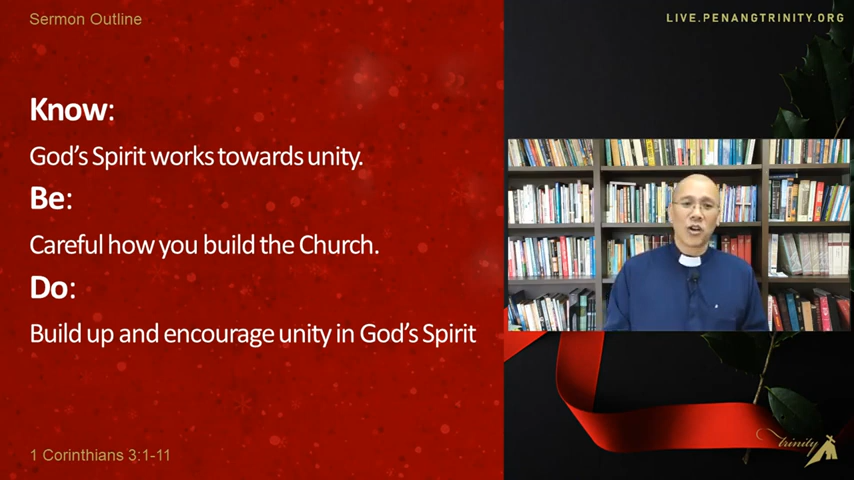 Sermon Outline
LIVE.PENANGTRINITY.ORG
Know:
God's Spirit works towards unity.
Be:
Careful how you build the Church.
Do:
Build up and encourage unity in God's Spirit
1 Corinthians 3:1-11
trinity